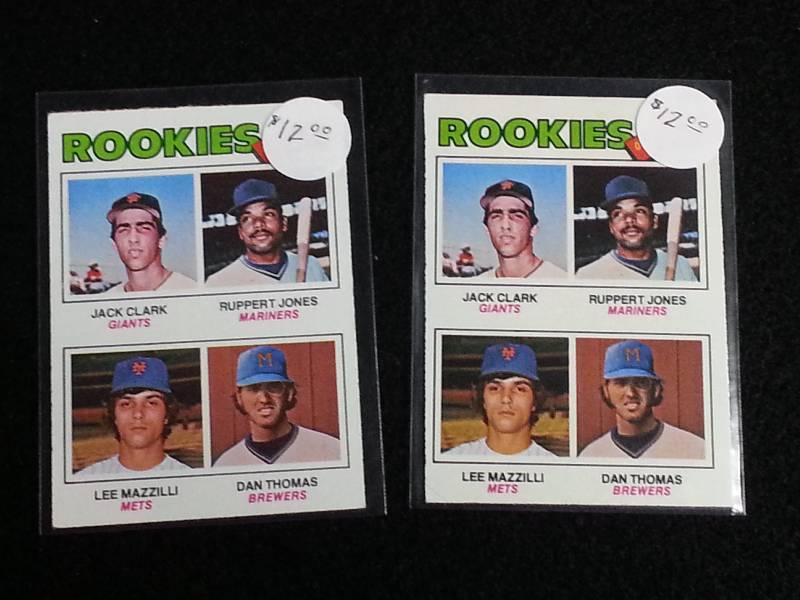 ROOKIES
$12.00
JACK CLARK
GIANTS
RUPPERT JONES
MARINERS
LEE MAZZILLI
METS
DAN THOMAS
BREWERS
ROOKIES
$12.00
JACK CLARK
GIANTS
RUPPERT JONES
MARINERS
LEE MAZZILLI
METS
DAN THOMAS
BREWERS